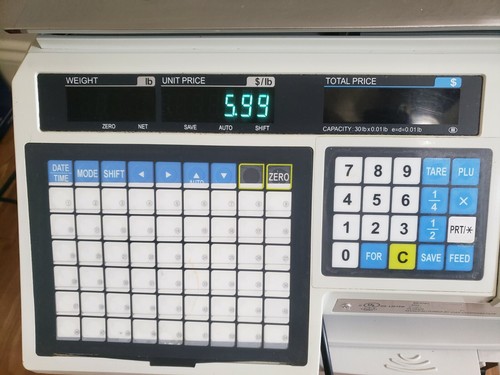 WEIGHT lb UNIT PRICE $/lb TOTAL PRICE $
5.99
ZERO NET SAVE AUTO SHIFT CAPACITY: 30lb x 0.01 lb e=d=0.01 lb
DATE TIME MODE SHIFT ◄ ► ▲ AUTO ▼ ZERO
7 8 9 TARE PLU
4 5 6 1/4 ×
1 2 3 1/2 PRT/*
0 FOR C SAVE FEED